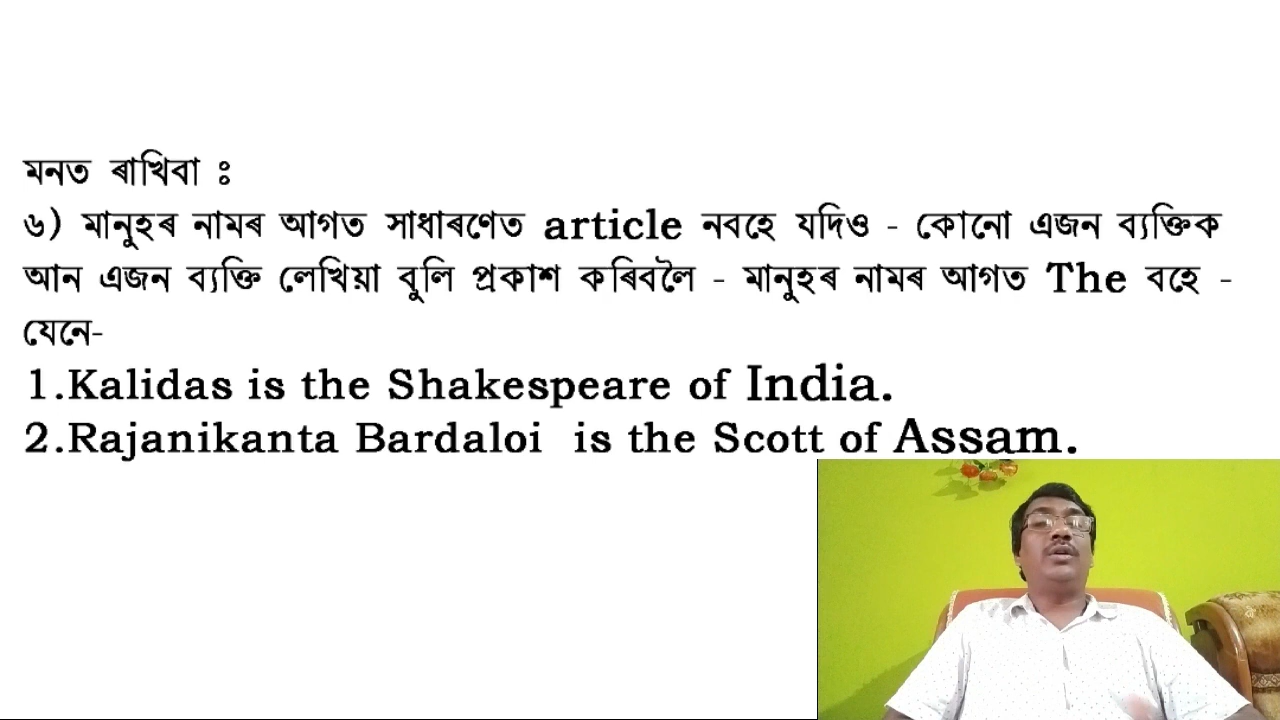 মনত ৰাখিবা ঃ
৬) মানুহৰ নামৰ আগত সাধাৰণেত article নবহে যদিও - কোনো এজন ব্যক্তিক
আন এজন ব্যক্তি লেখিয়া বুলি প্ৰকাশ কৰিবলৈ - মানুহৰ নামৰ আগত The বহে -
যেনে-
1.Kalidas is the Shakespeare of India.
2.Rajanikanta Bardaloi is the Scott of Assam.